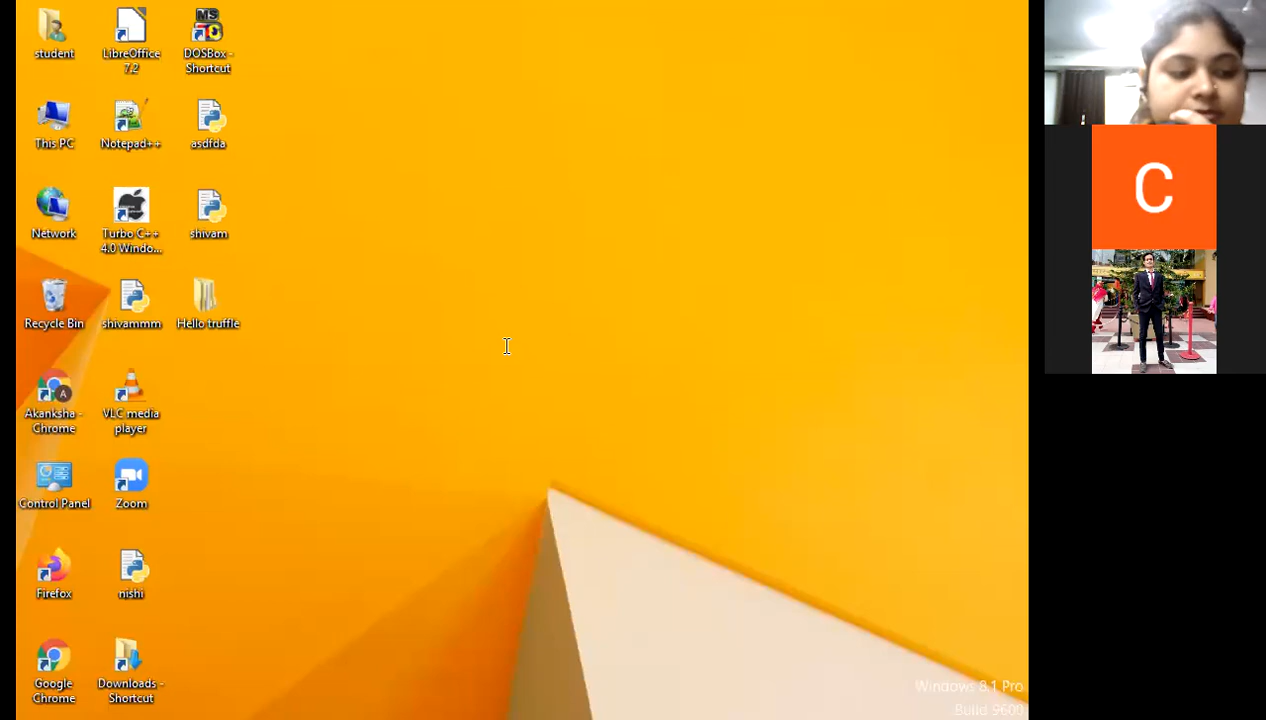 student
LibreOffice
7.2
MS
DOSBox -
Shortcut
This PC
Notepad++
asdfda
Network
Turbo C++
4.0 Windo...
shivam
Recycle Bin
shivammm
Hello truffle
A
Akanksha -
Chrome
VLC media
player
Control Panel
Zoom
Firefox
nishi
Google
Chrome
Downloads -
Shortcut
C
Windows 8.1 Pro
Build 9600